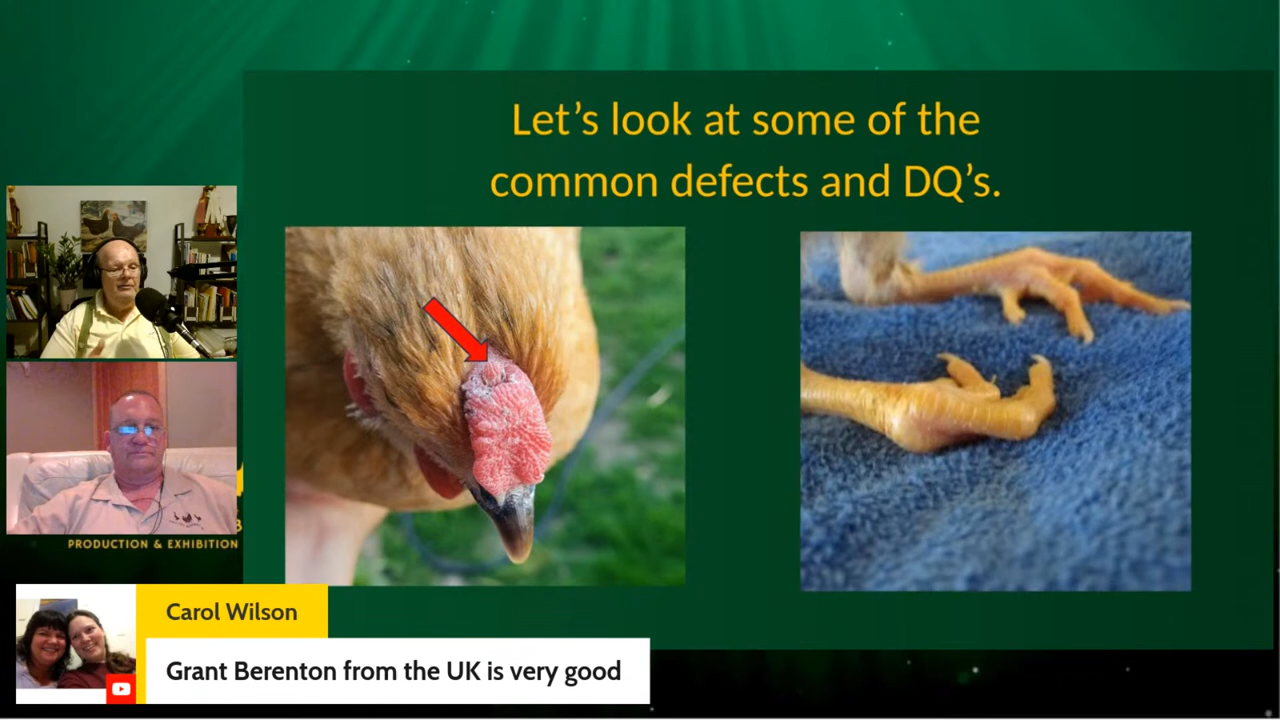 Let's look at some of the
common defects and DQ's.
PRODUCTION & EXHIBITION
Carol Wilson
Grant Berenton from the UK is very good